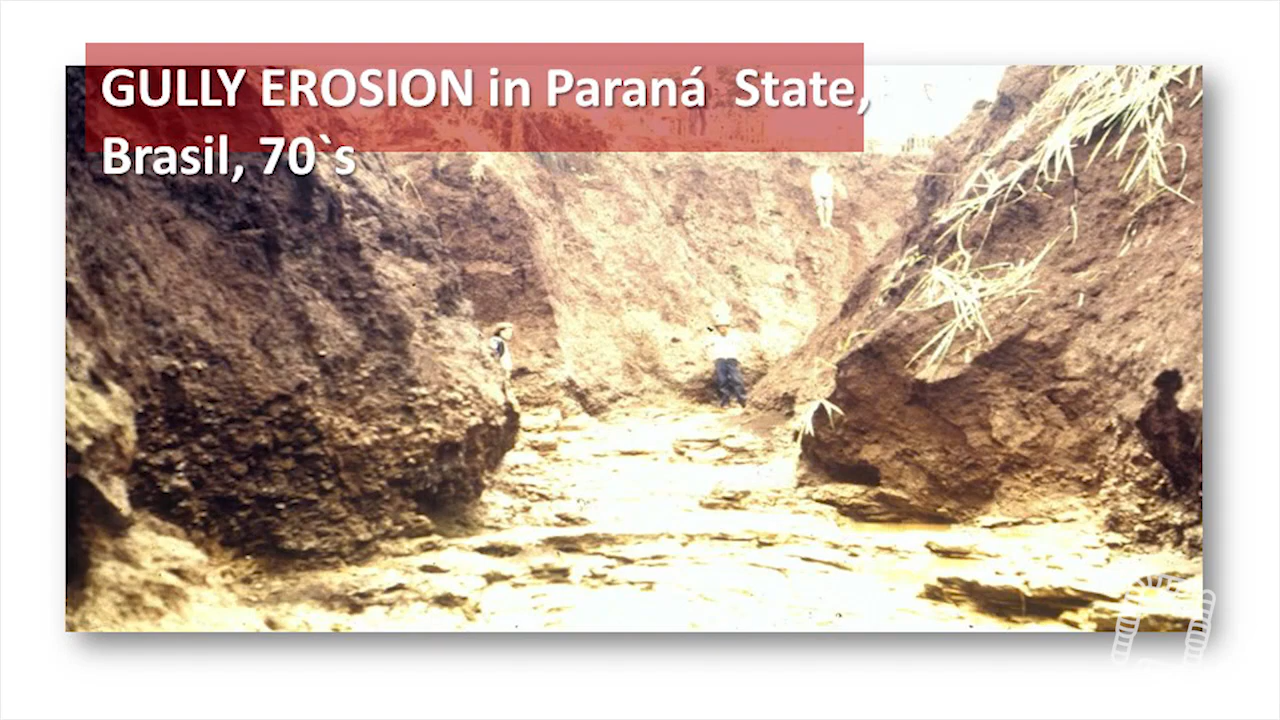 GULLY EROSION in Paraná  State,
Brasil, 70`s